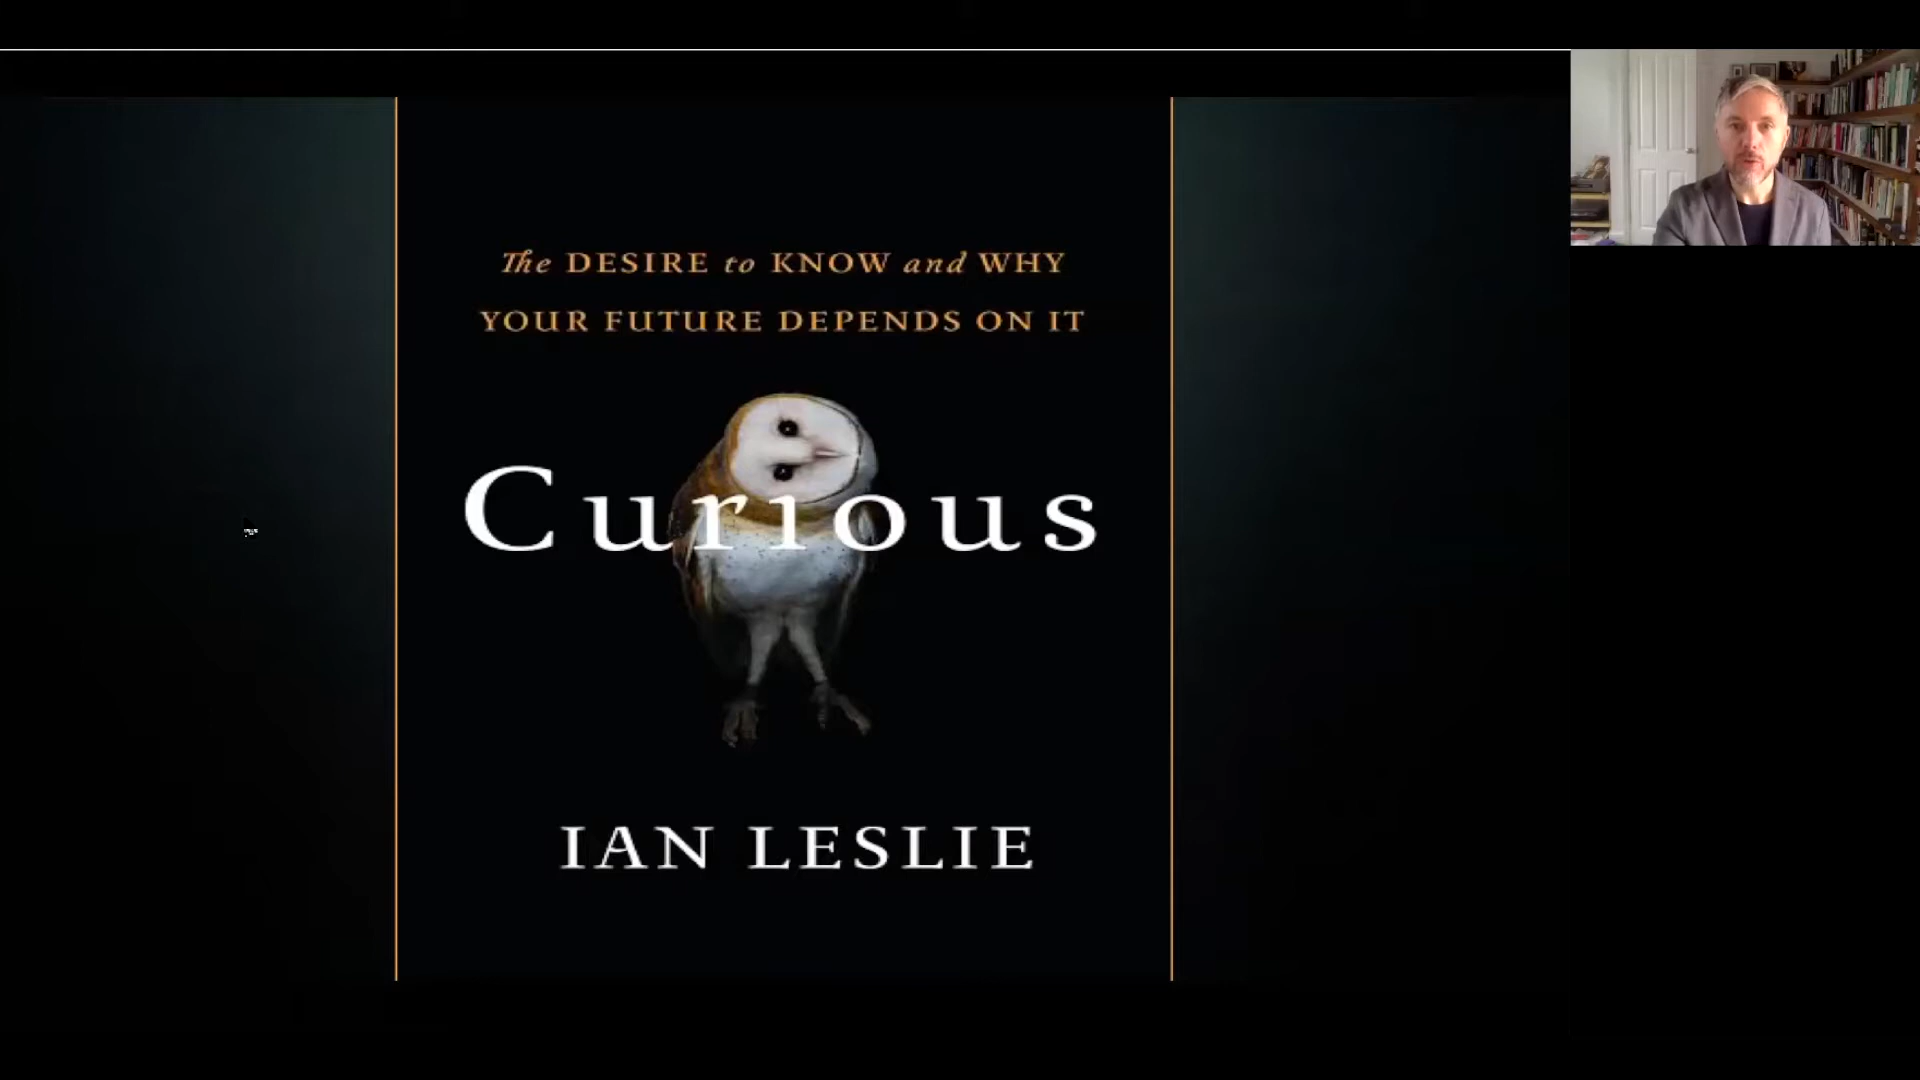 The DESIRE to KNOW and WHY
YOUR FUTURE DEPENDS ON IT
Curious
IAN LESLIE